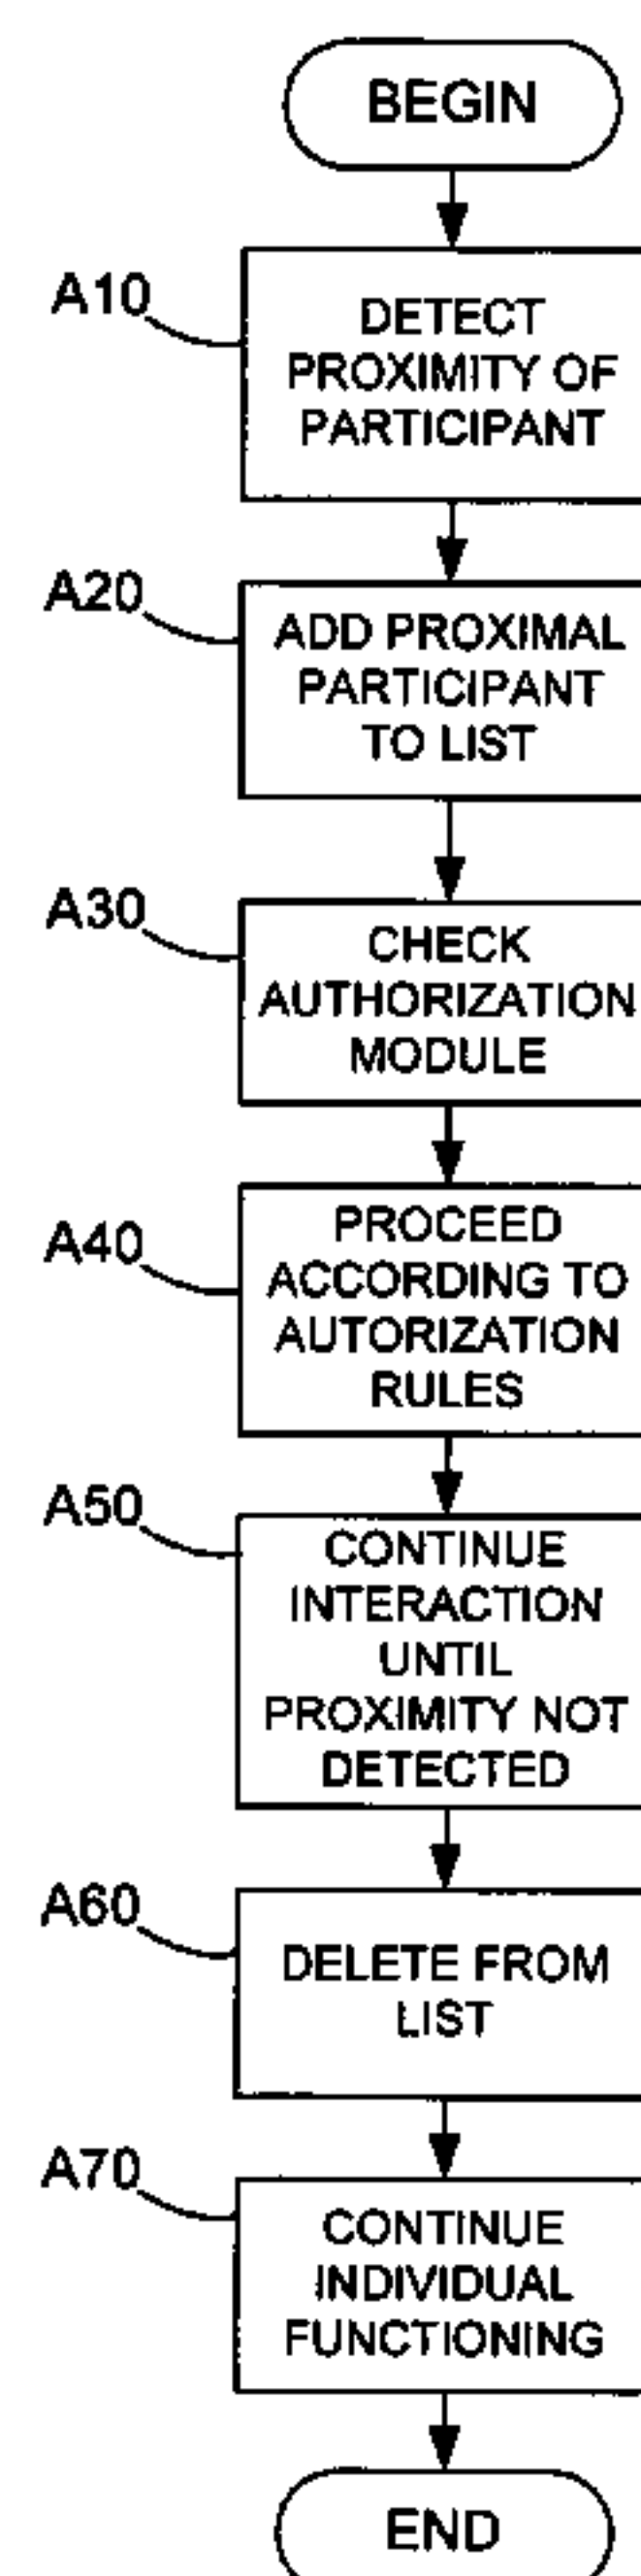 BEGIN
A10
DETECT
PROXIMITY OF
PARTICIPANT
A20
ADD PROXIMAL
PARTICIPANT
TO LIST
A30
CHECK
AUTHORIZATION
MODULE
A40
PROCEED
ACCORDING TO
AUTORIZATION
RULES
A50
CONTINUE
INTERACTION
UNTIL
PROXIMITY NOT
DETECTED
A60
DELETE FROM
LIST
A70
CONTINUE
INDIVIDUAL
FUNCTIONING
END